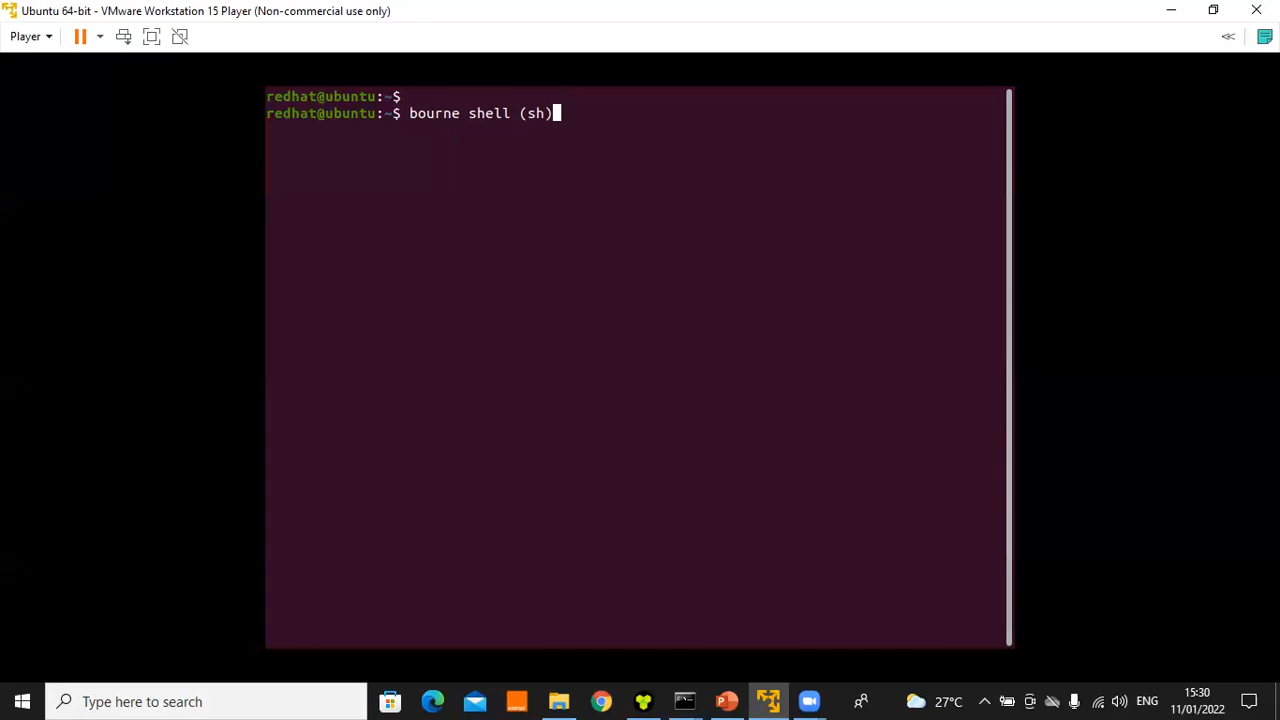 Ubuntu 64-bit - VMware Workstation 15 Player (Non-commercial use only)
Player
redhat@ubuntu:~$
redhat@ubuntu:~$ bourne shell (sh)
Type here to search
27°C
ENG
15:30
11/01/2022